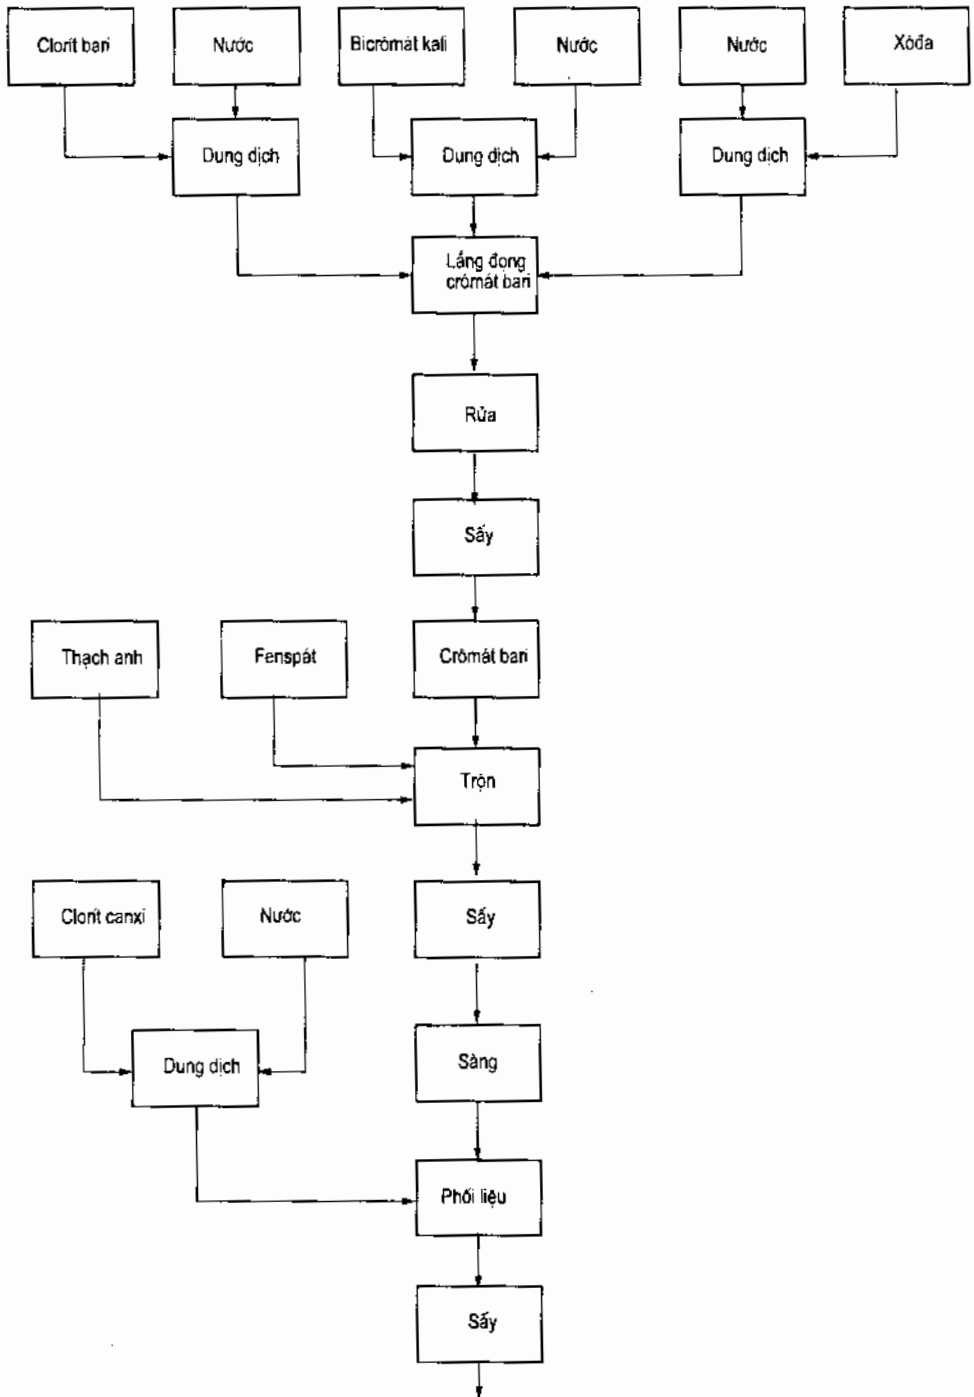 Clorít bari
Nước
Bicrômát kali
Nước
Nước
Xôđa
Dung dịch
Dung dịch
Dung dịch
Lắng đọng
crômát bari
Rửa
Sấy
Thạch anh
Fenspát
Crômát bari
Trộn
Clorít canxi
Nước
Sấy
Dung dịch
Sàng
Phối liệu
Sấy